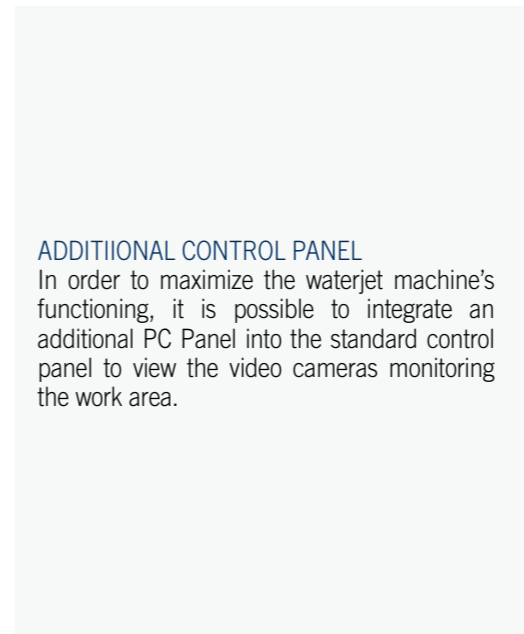 ADDITIIONAL CONTROL PANEL
In order to maximize the waterjet machine’s
functioning, it is possible to integrate an
additional PC Panel into the standard control
panel to view the video cameras monitoring
the work area.